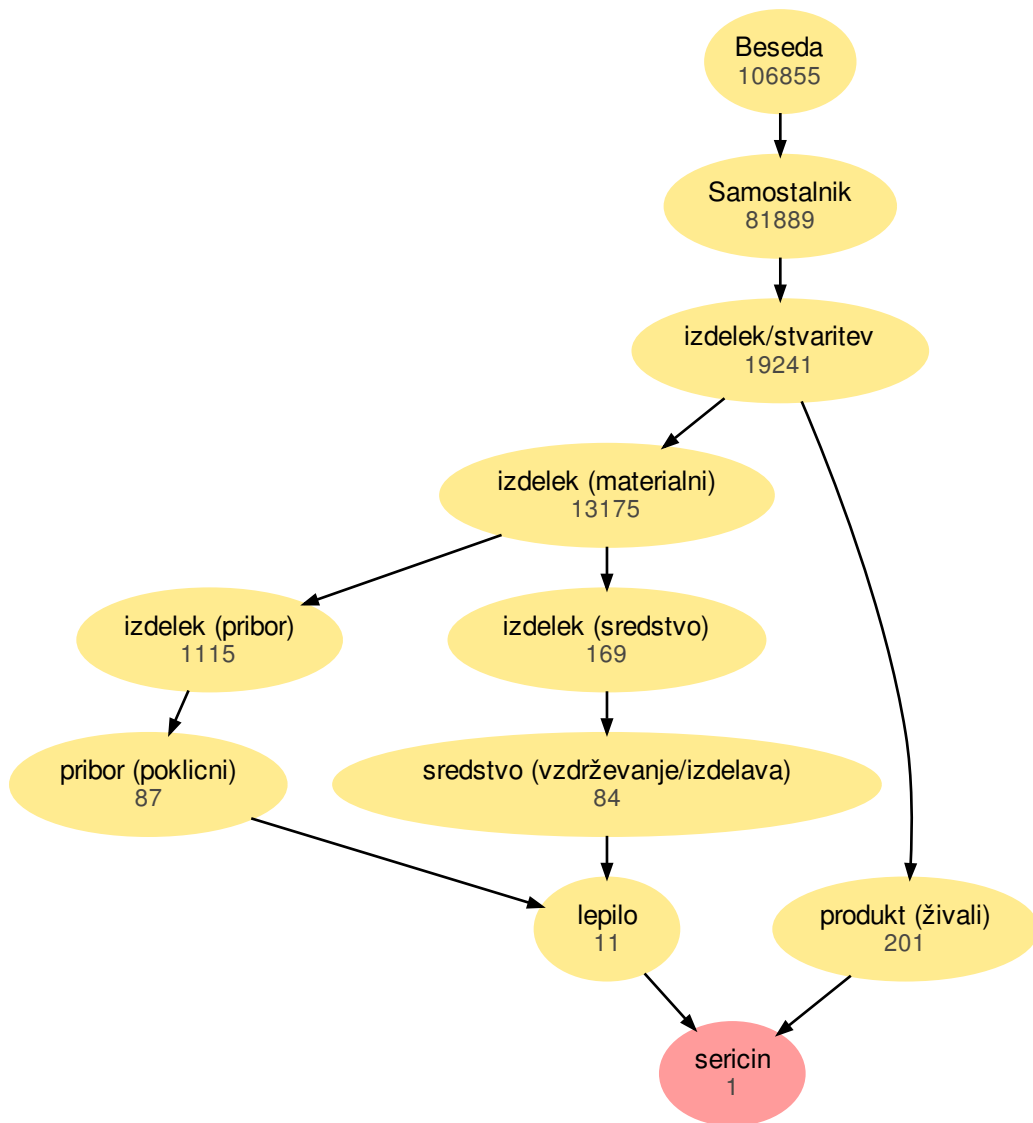 Beseda
106855
Samostalnik
81889
izdelek/stvaritev
19241
izdelek (materialni)
13175
izdelek (pribor)
1115
izdelek (sredstvo)
169
pribor (poklicni)
87
sredstvo (vzdrževanje/izdelava)
84
lepilo
11
produkt (živali)
201
sericin
1